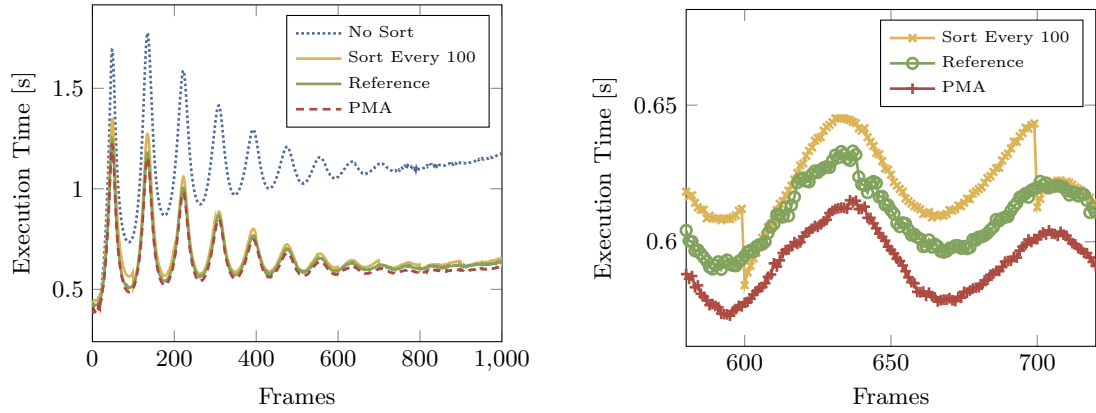 No Sort
Sort Every 100
Reference
PMA
Execution Time [s]
1.5
1
0.5
0
200
400
600
800
1,000
Frames
Sort Every 100
Reference
PMA
Execution Time [s]
0.65
0.6
600
650
700
Frames